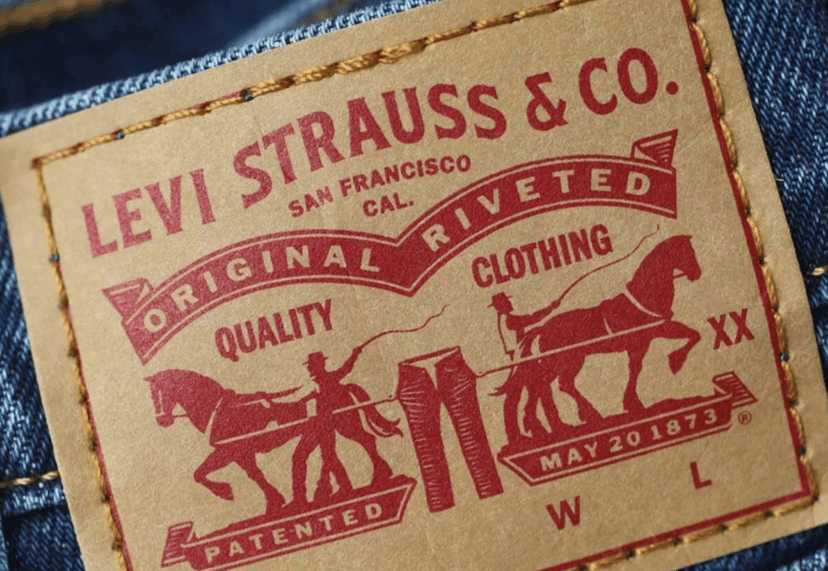 LEVI STRAUSS & CO.
SAN FRANCISCO
CAL.
ORIGINAL RIVETED
QUALITY CLOTHING
XX
PATENTED MAY 20 1873 ®
W L